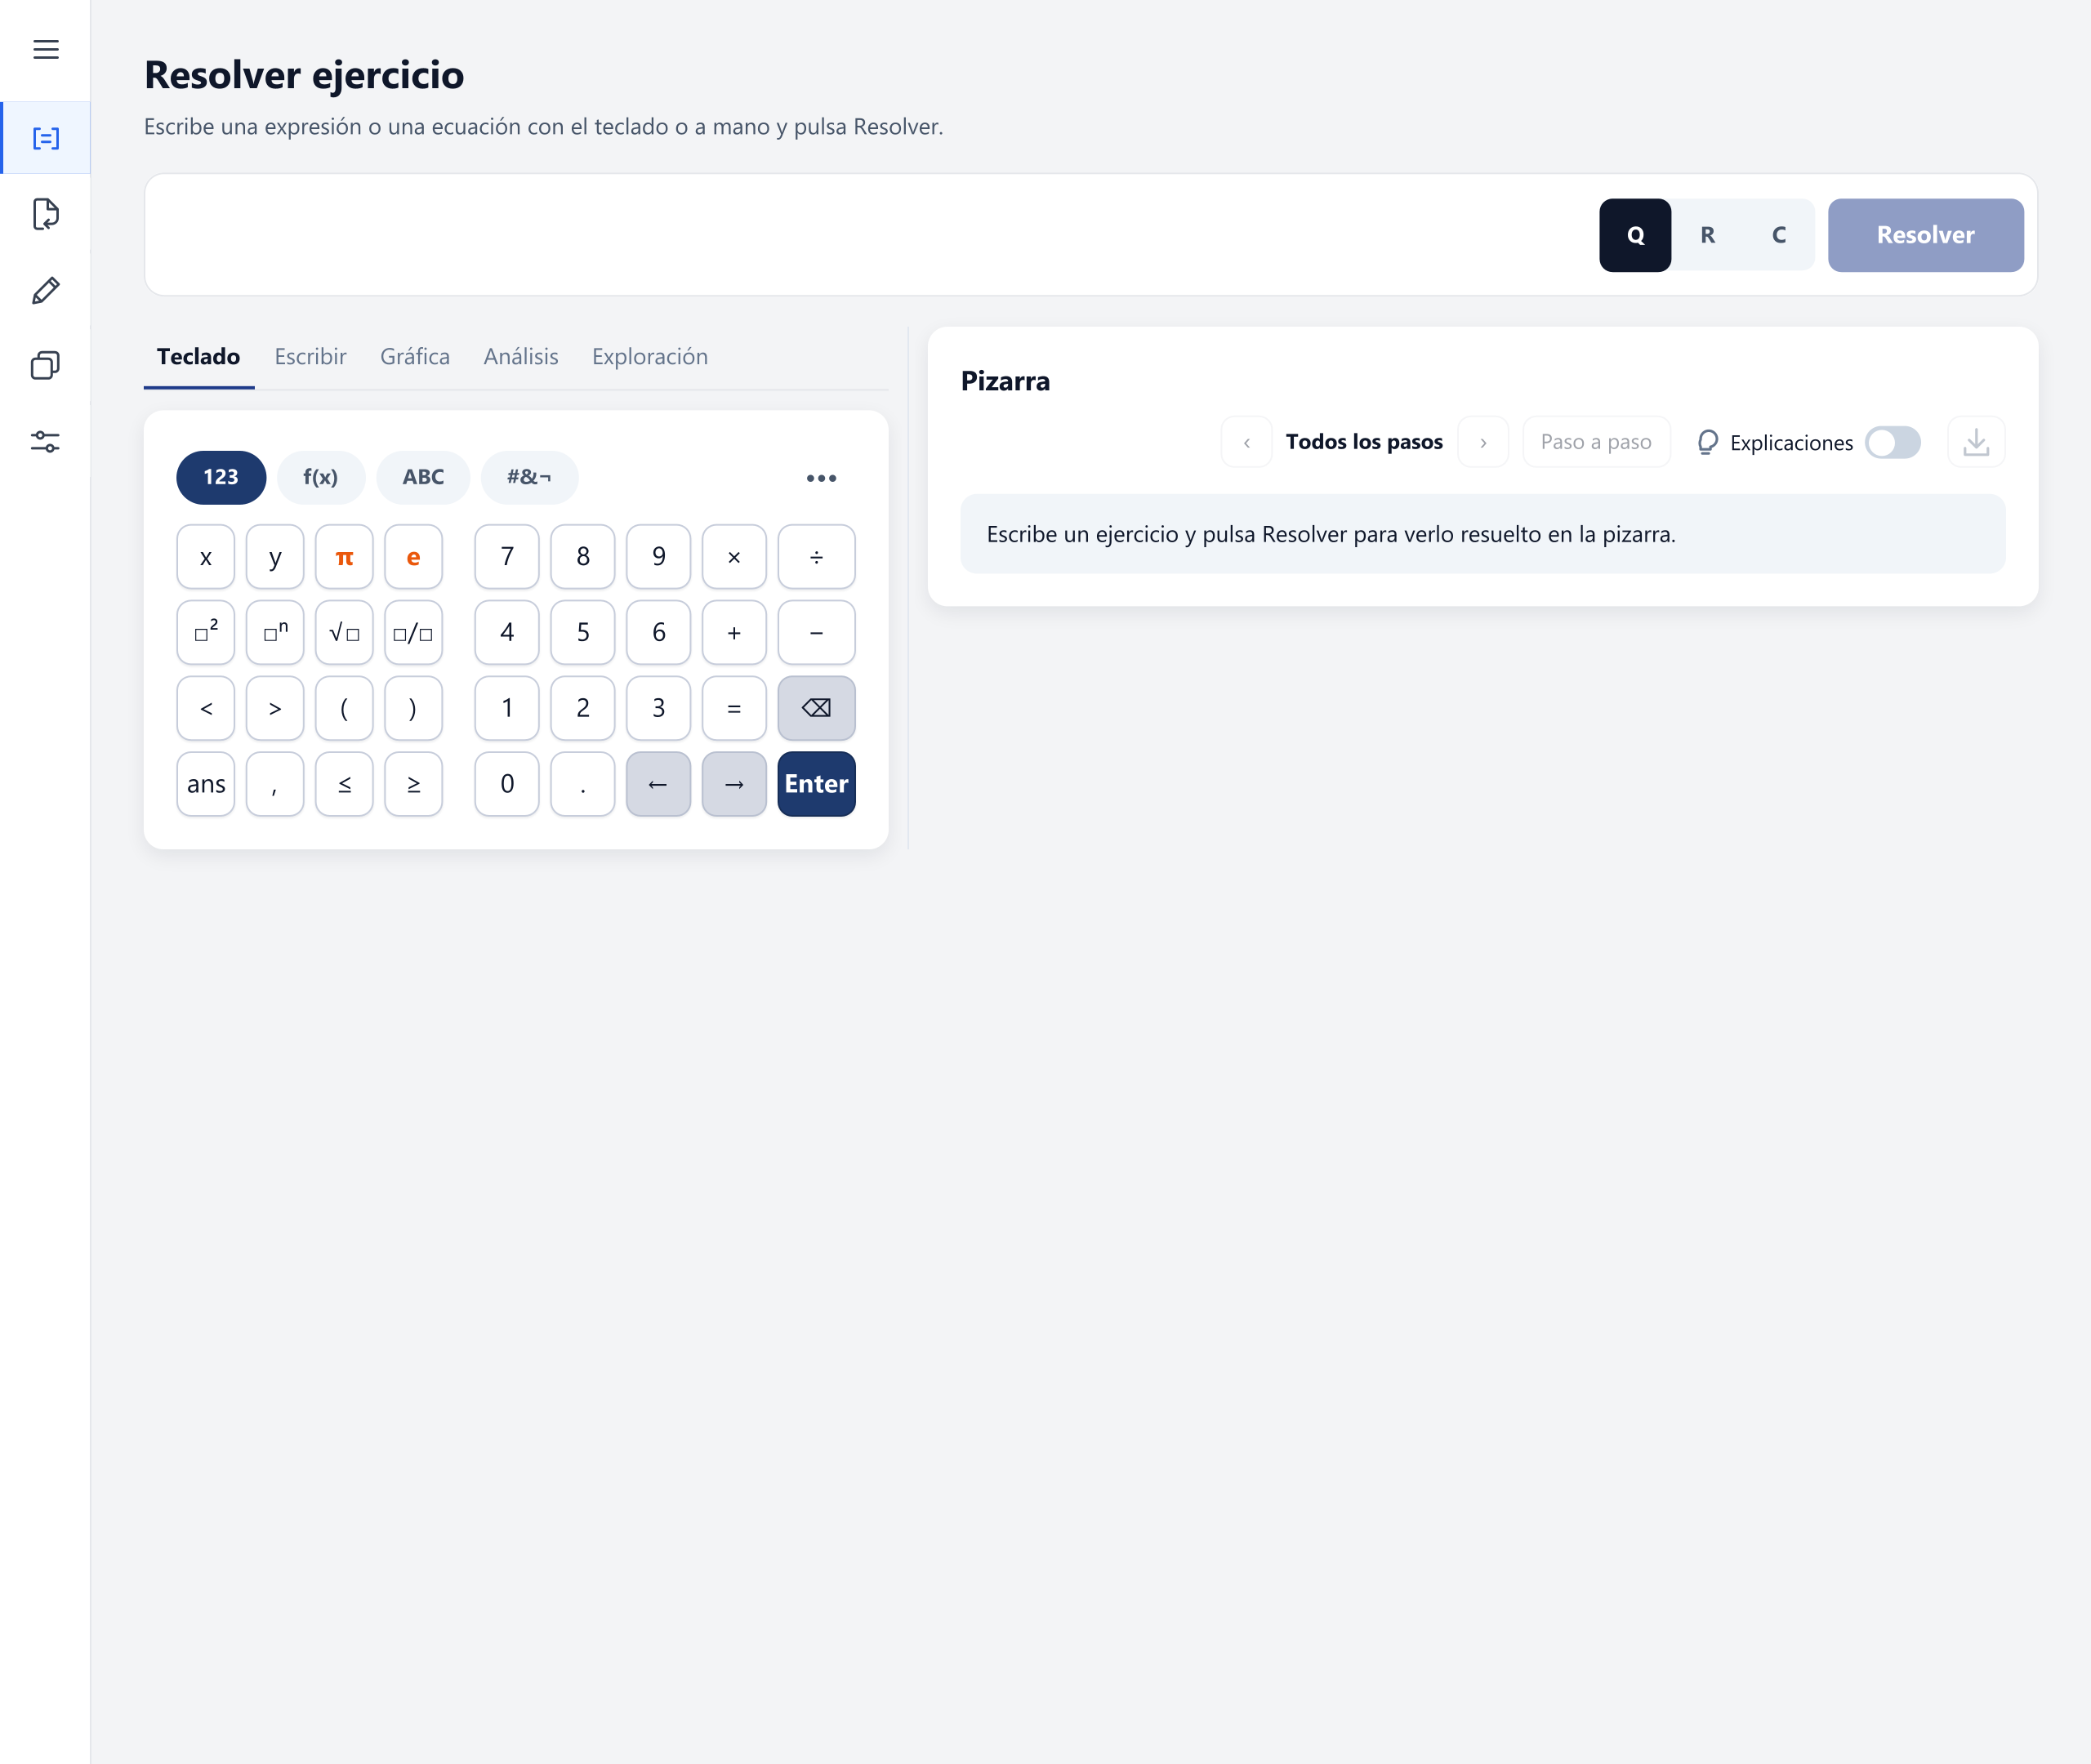 Resolver ejercicio
Escribe una expresión o una ecuación con el teclado o a mano y pulsa Resolver.
Q R C Resolver
Teclado Escribir Gráfica Análisis Exploración
123 f(x) ABC #&¬ •••
x y π e 7 8 9 × ÷
□² □ⁿ √□ □/□ 4 5 6 + −
< > ( ) 1 2 3 = ⌫
ans , ≤ ≥ 0 . ← → Enter
Pizarra
‹ Todos los pasos › Paso a paso Explicaciones
Escribe un ejercicio y pulsa Resolver para verlo resuelto en la pizarra.